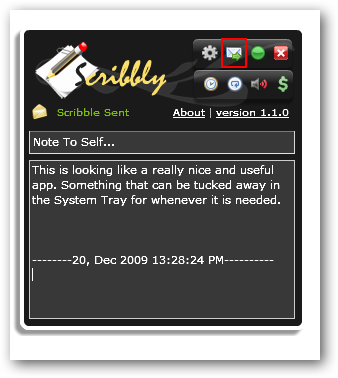 Scribbly
Scribble Sent
About | version 1.1.0
Note To Self...
This is looking like a really nice and useful
app. Something that can be tucked away in
the System Tray for whenever it is needed.
--------20, Dec 2009 13:28:24 PM----------